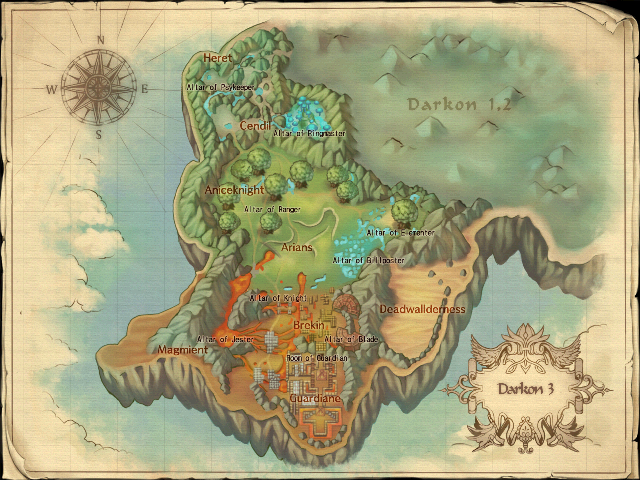 N
Heret
Altar of Psykeeper
W
E
Darkon 1.2
Cendil
Altar of Ringmaster
S
Aniceknight
Altar of Ranger
Altar of Elementer
Arians
Altar of Billposter
Altar of Knight
Deadwallderness
Brekin
Altar of Jester
Altar of Blade
Magmient
Roon of Guardian
Darkon 3
Guardiane